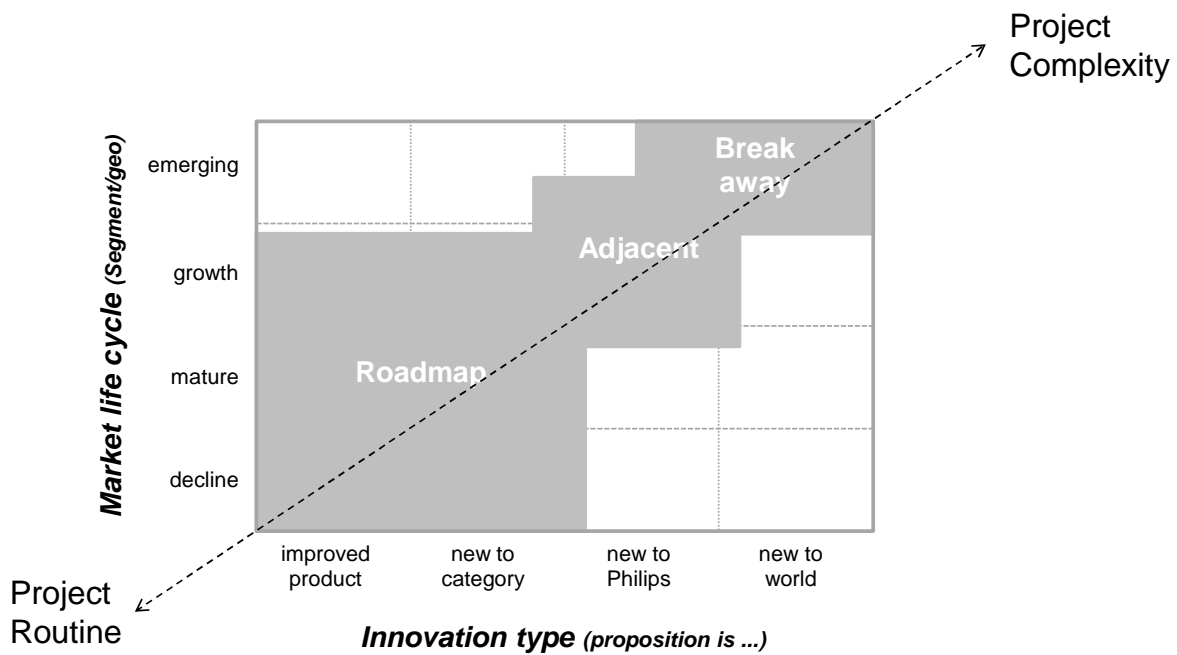 Project
Complexity
Market life cycle (Segment/geo)
emerging
growth
mature
decline
Break
away
Adjacent
Roadmap
improved
product
new to
category
new to
Philips
new to
world
Project
Routine
Innovation type (proposition is ...)